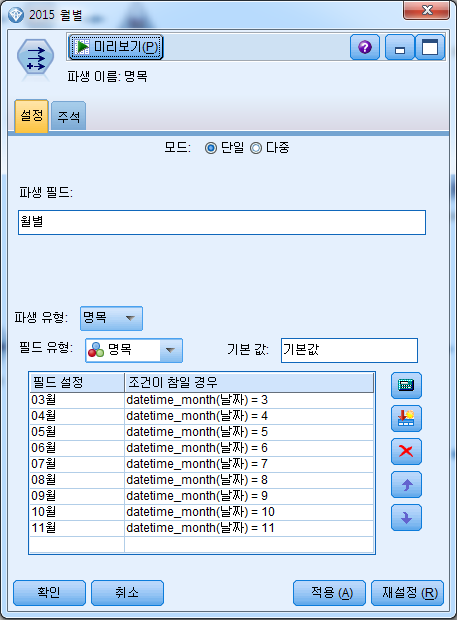 2015 월별
미리보기(P)
파생 이름: 명목
설정 주석
모드: 단일 다중
파생 필드:
월별
파생 유형: 명목
필드 유형: 명목 기본 값: 기본값
필드 설정 조건이 참일 경우
03월 datetime_month(날짜) = 3
04월 datetime_month(날짜) = 4
05월 datetime_month(날짜) = 5
06월 datetime_month(날짜) = 6
07월 datetime_month(날짜) = 7
08월 datetime_month(날짜) = 8
09월 datetime_month(날짜) = 9
10월 datetime_month(날짜) = 10
11월 datetime_month(날짜) = 11
확인 취소 적용 (A) 재설정 (R)